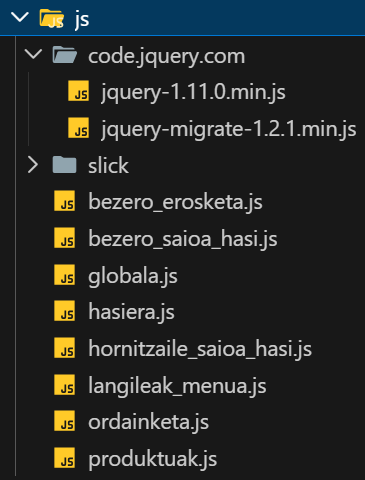 js
code.jquery.com
jquery-1.11.0.min.js
jquery-migrate-1.2.1.min.js
slick
bezero_erosketa.js
bezero_saioa_hasi.js
globala.js
hasiera.js
hornitzaile_saioa_hasi.js
langileak_menua.js
ordainketa.js
produktuak.js